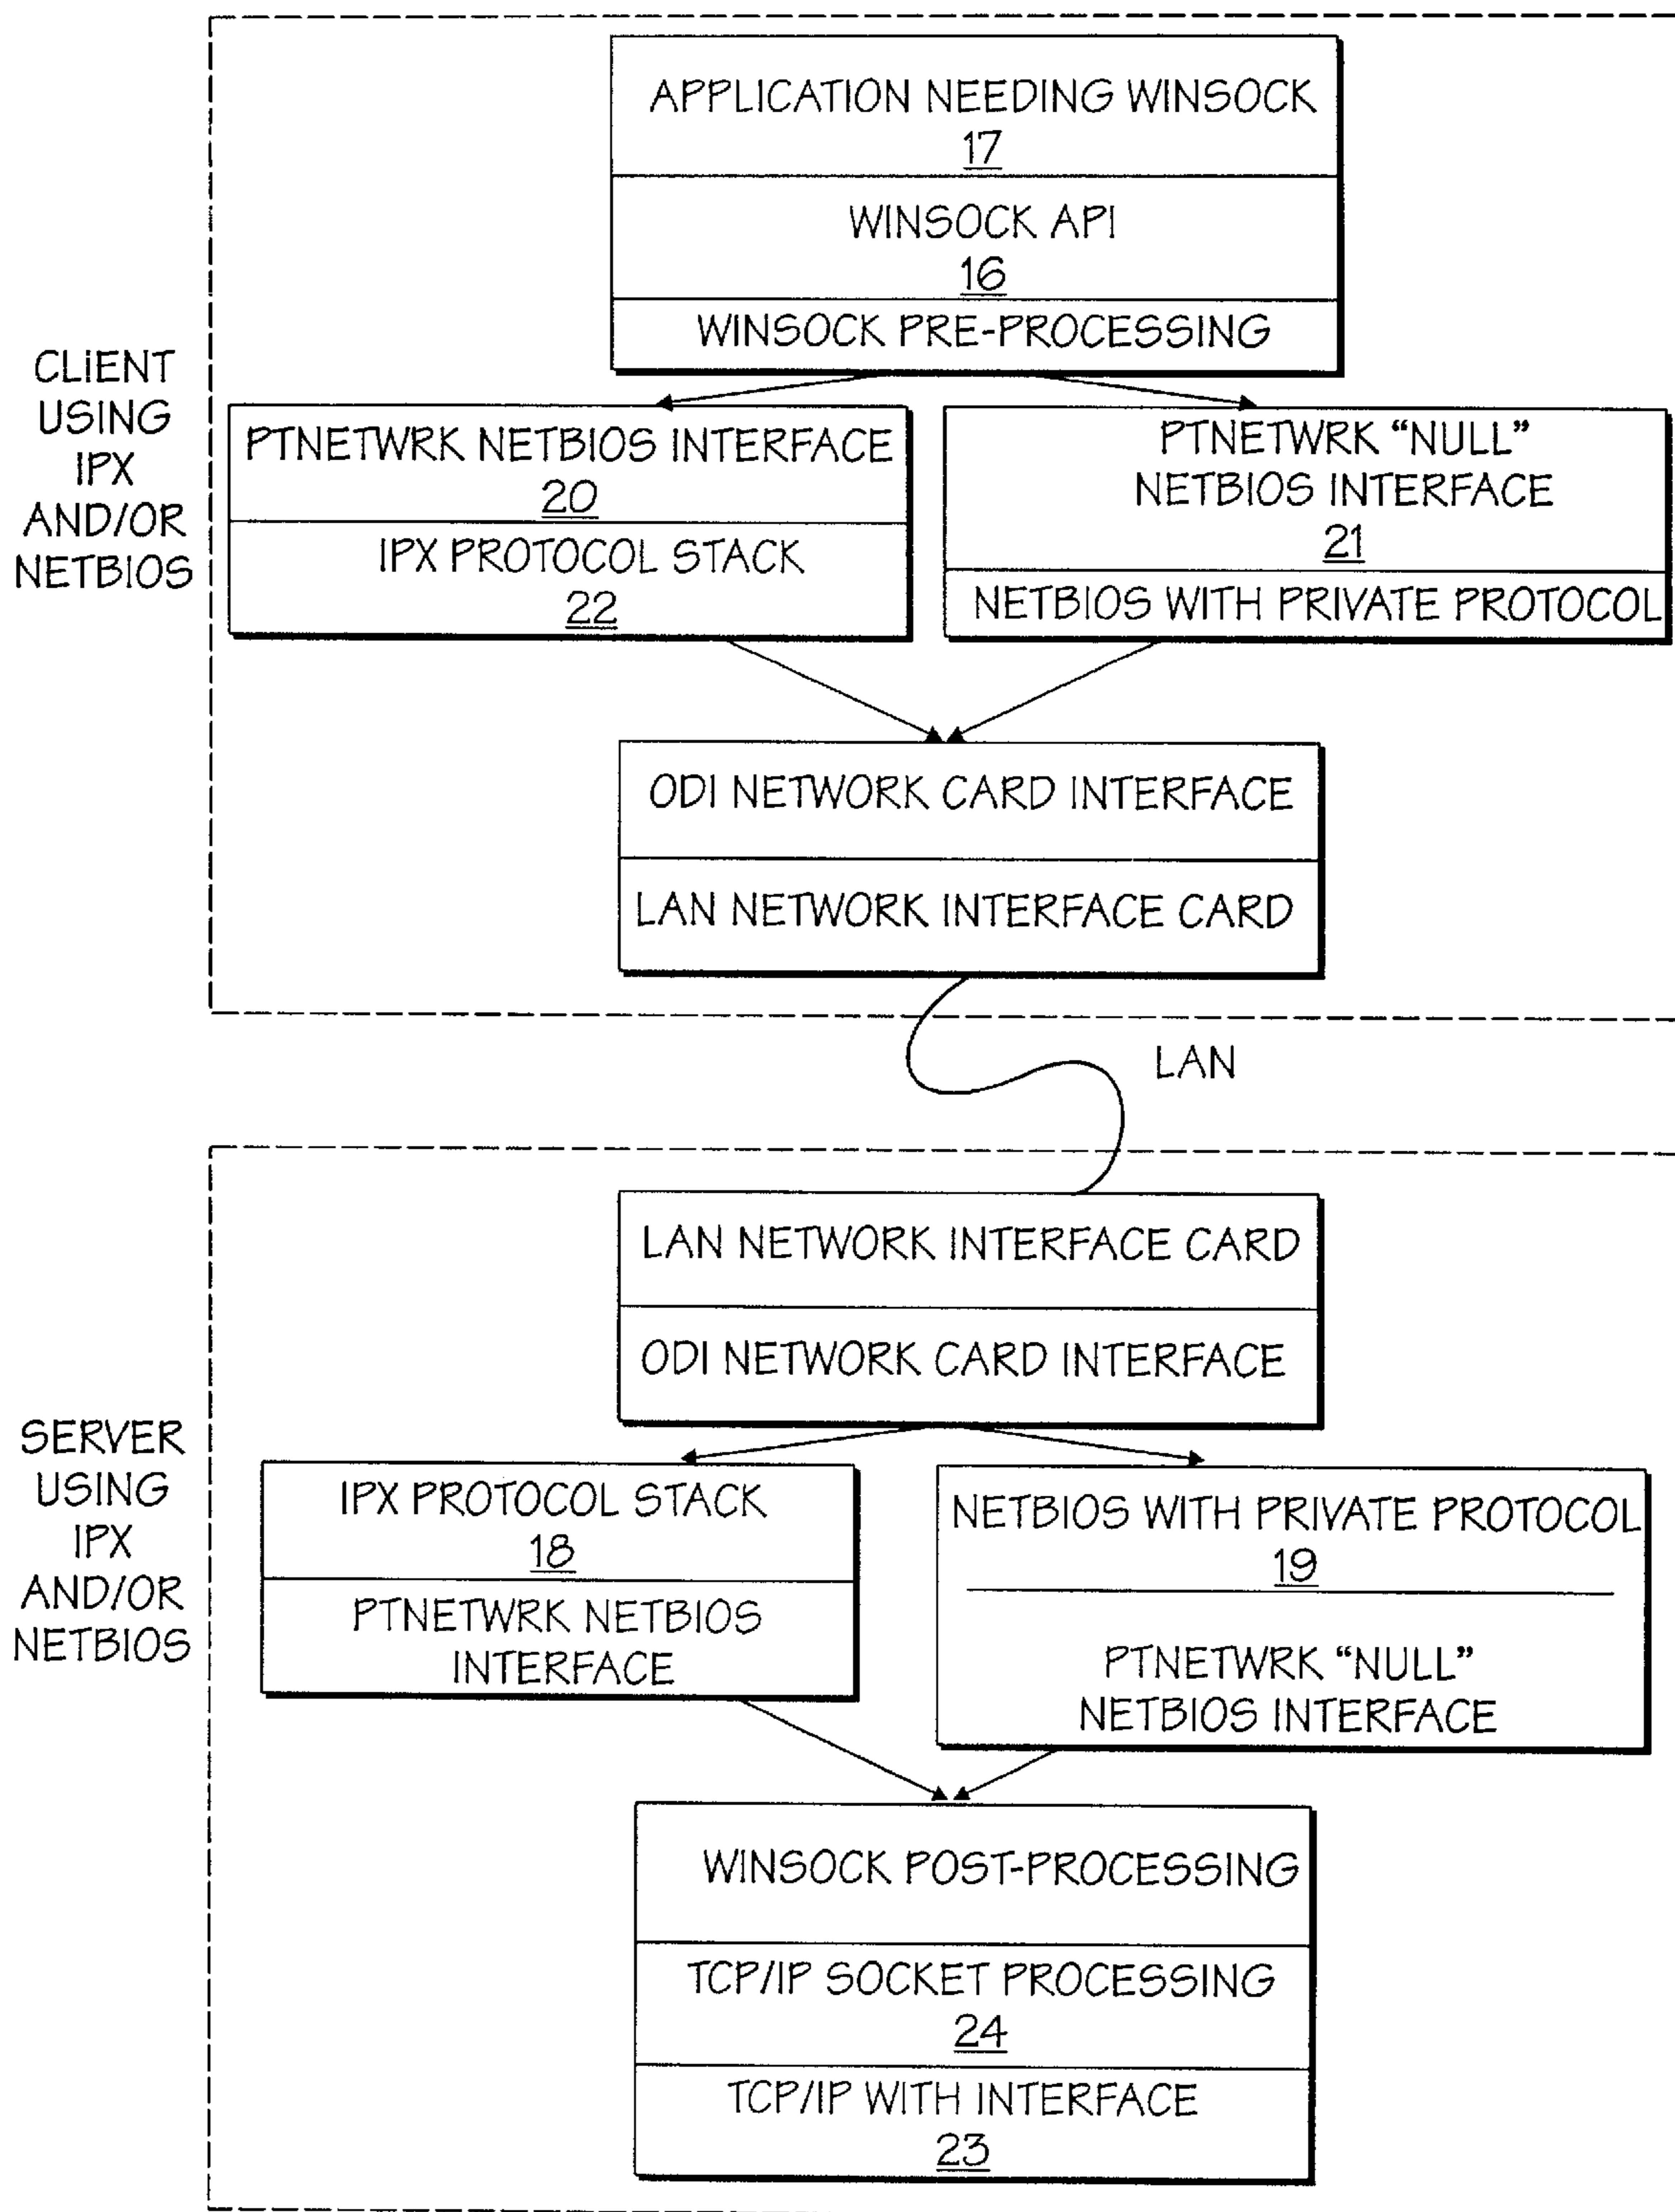 APPLICATION NEEDING WINSOCK
17
WINSOCK API
16
WINSOCK PRE-PROCESSING
CLIENT
USING
IPX
AND/OR
NETBIOS
PTNETWRK NETBIOS INTERFACE
20
IPX PROTOCOL STACK
22
PTNETWRK "NULL"
NETBIOS INTERFACE
21
NETBIOS WITH PRIVATE PROTOCOL
ODI NETWORK CARD INTERFACE
LAN NETWORK INTERFACE CARD
LAN
LAN NETWORK INTERFACE CARD
ODI NETWORK CARD INTERFACE
SERVER
USING
IPX
AND/OR
NETBIOS
IPX PROTOCOL STACK
18
PTNETWRK NETBIOS
INTERFACE
NETBIOS WITH PRIVATE PROTOCOL
19
PTNETWRK "NULL"
NETBIOS INTERFACE
WINSOCK POST-PROCESSING
TCP/IP SOCKET PROCESSING
24
TCP/IP WITH INTERFACE
23